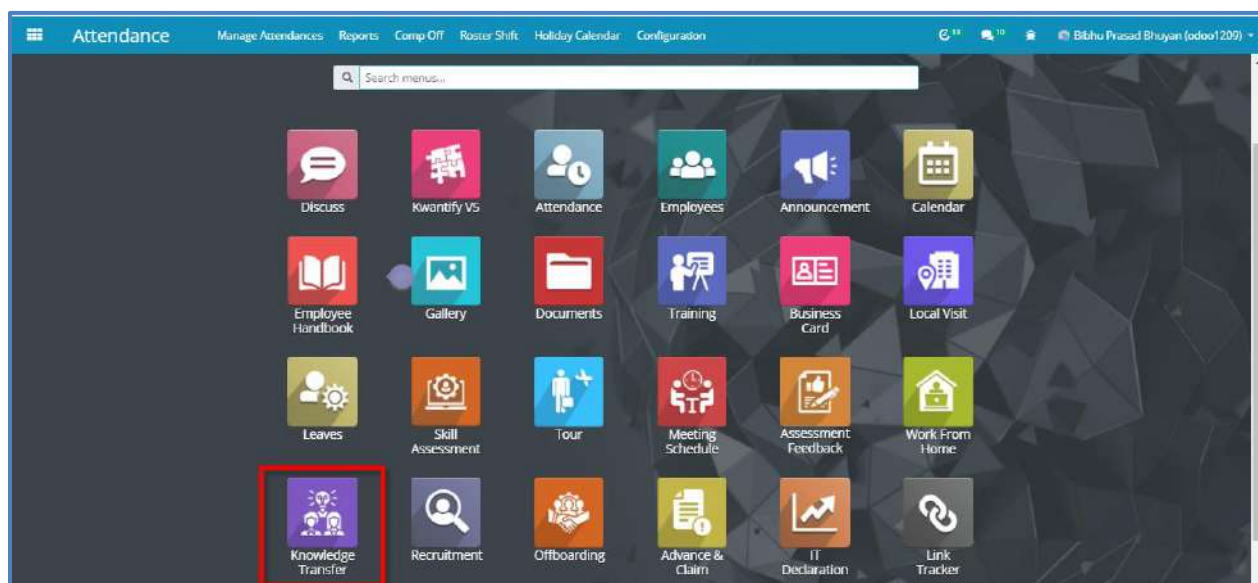 Attendance Manage Attendances Reports Comp Off Roster Shift Holiday Calendar Configuration Bibhu Prasad Bhuyan (odoo1209)
Search menus...
Discuss Kwantify V5 Attendance Employees Announcement Calendar
Employee Handbook Gallery Documents Training Business Card Local Visit
Leaves Skill Assessment Tour Meeting Schedule Assessment Feedback Work From Home
Knowledge Transfer Recruitment Offboarding Advance & Claim IT Declaration Link Tracker